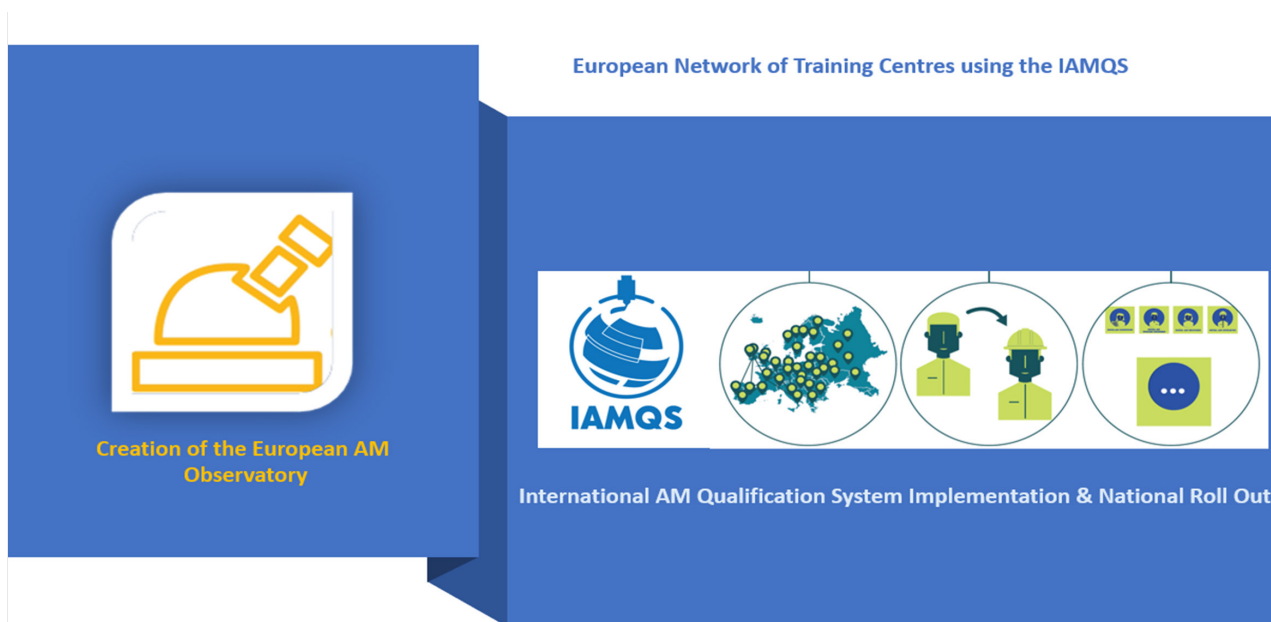 European Network of Training Centres using the IAMQS
Creation of the European AM
Observatory
IAMQS
International AM Qualification System Implementation & National Roll Out